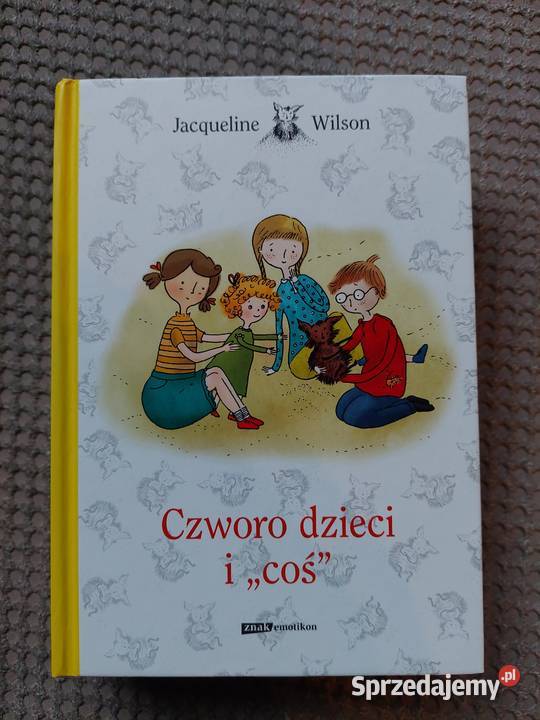 Jacqueline Wilson
Czworo dzieci
i „coś”
znak emotikon
Sprzedajemy.pl